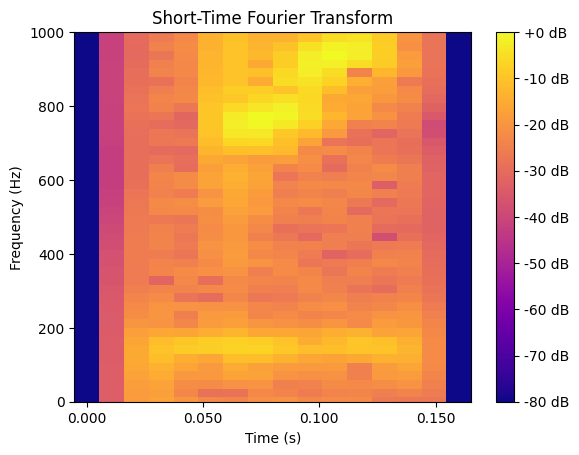 Short-Time Fourier Transform
Frequency (Hz)
1000
800
600
400
200
0
0.000
0.050
0.100
0.150
Time (s)
+0 dB
-10 dB
-20 dB
-30 dB
-40 dB
-50 dB
-60 dB
-70 dB
-80 dB